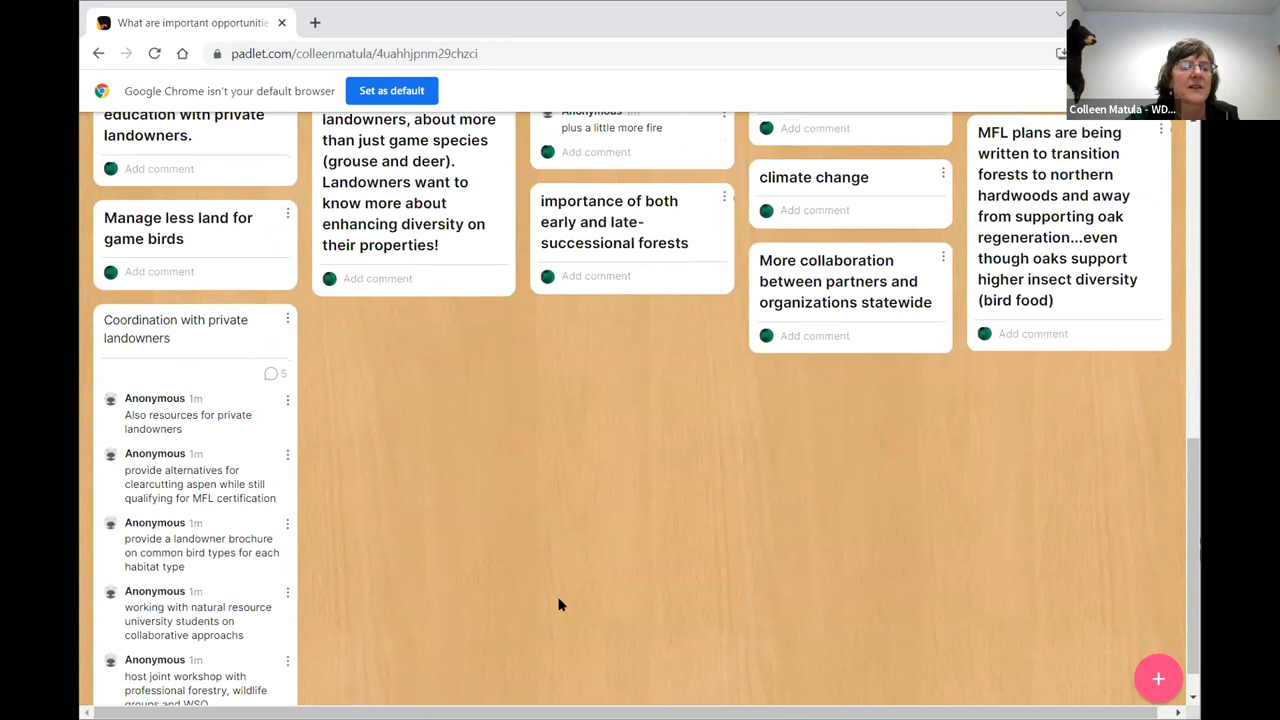 What are important opportunitie
padlet.com/colleenmatula/4uahhjpnm29chzci
Google Chrome isn't your default browser
Set as default
Colleen Matula - WD...
education with private
landowners.
Add comment
Manage less land for
game birds
Add comment
Coordination with private
landowners
5
Anonymous 1m
Also resources for private
landowners
Anonymous 1m
provide alternatives for
clearcutting aspen while still
qualifying for MFL certification
Anonymous 1m
provide a landowner brochure
on common bird types for each
habitat type
Anonymous 1m
working with natural resource
university students on
collaborative approachs
Anonymous 1m
host joint workshop with
professional forestry, wildlife
groups and WSO
landowners, about more
than just game species
(grouse and deer).
Landowners want to
know more about
enhancing diversity on
their properties!
Add comment
Anonymous 1m
plus a little more fire
Add comment
importance of both
early and late-
successional forests
Add comment
Add comment
climate change
Add comment
More collaboration
between partners and
organizations statewide
Add comment
MFL plans are being
written to transition
forests to northern
hardwoods and away
from supporting oak
regeneration...even
though oaks support
higher insect diversity
(bird food)
Add comment